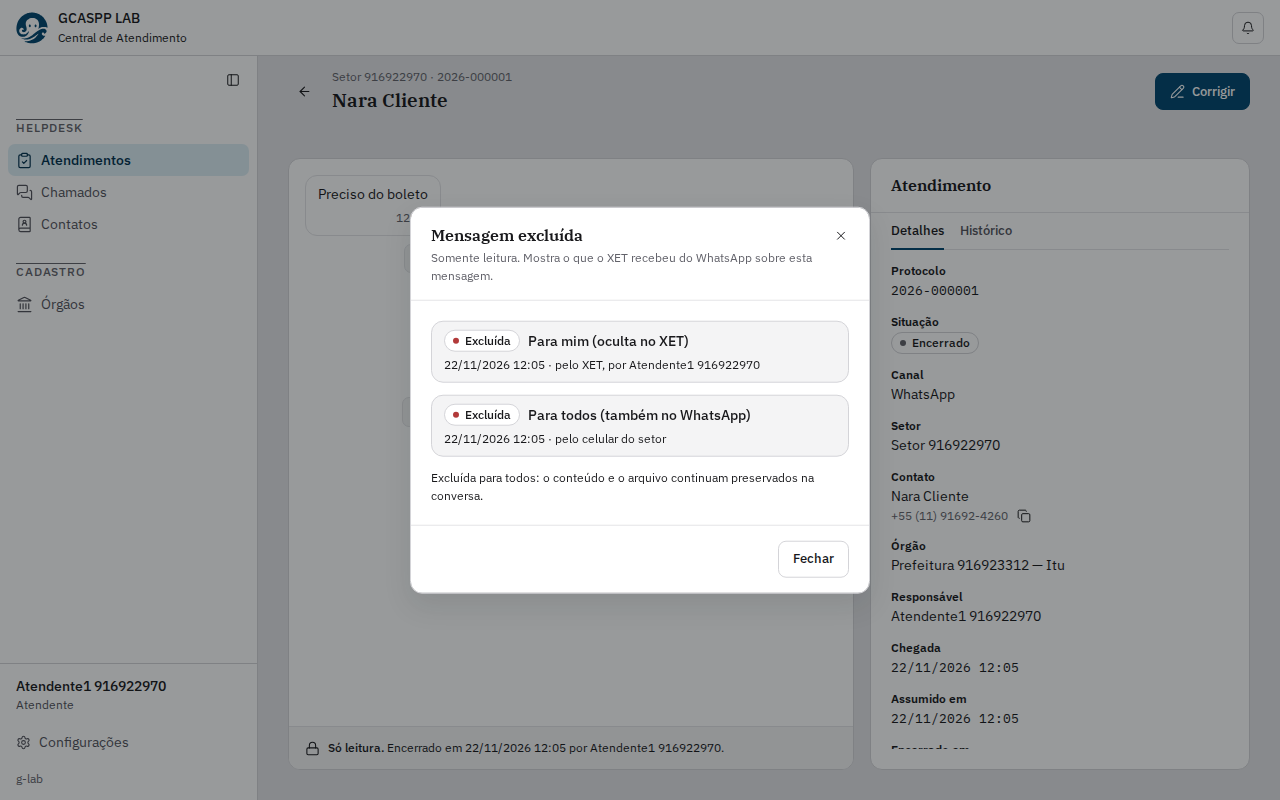 GCASPP LAB
Central de Atendimento
HELPDESK
Atendimentos
Chamados
Contatos
CADASTRO
Órgãos
Atendente1 916922970
Atendente
Configurações
g-lab
Setor 916922970 · 2026-000001
Nara Cliente
Corrigir
Preciso do boleto
12
Mensagem excluída
Somente leitura. Mostra o que o XET recebeu do WhatsApp sobre esta
mensagem.
Excluída Para mim (oculta no XET)
22/11/2026 12:05 · pelo XET, por Atendente1 916922970
Excluída Para todos (também no WhatsApp)
22/11/2026 12:05 · pelo celular do setor
Excluída para todos: o conteúdo e o arquivo continuam preservados na
conversa.
Fechar
Só leitura. Encerrado em 22/11/2026 12:05 por Atendente1 916922970.
Atendimento
Detalhes Histórico
Protocolo
2026-000001
Situação
Encerrado
Canal
WhatsApp
Setor
Setor 916922970
Contato
Nara Cliente
+55 (11) 91692-4260
Órgão
Prefeitura 916923312 — Itu
Responsável
Atendente1 916922970
Chegada
22/11/2026 12:05
Assumido em
22/11/2026 12:05